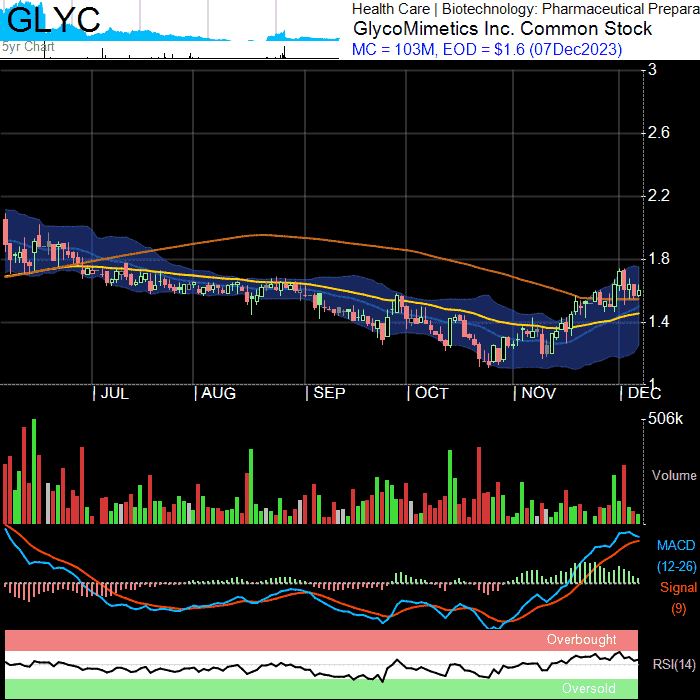 GLYC
Health Care | Biotechnology: Pharmaceutical Prepara
GlycoMimetics Inc. Common Stock
5yr Chart
MC = 103M, EOD = $1.6 (07Dec2023)
3
2.6
2.2
1.8
1.4
1
| JUL | AUG | SEP | OCT | NOV | DEC
506k
Volume
MACD
(12-26)
Signal
(9)
Overbought
RSI(14)
Oversold